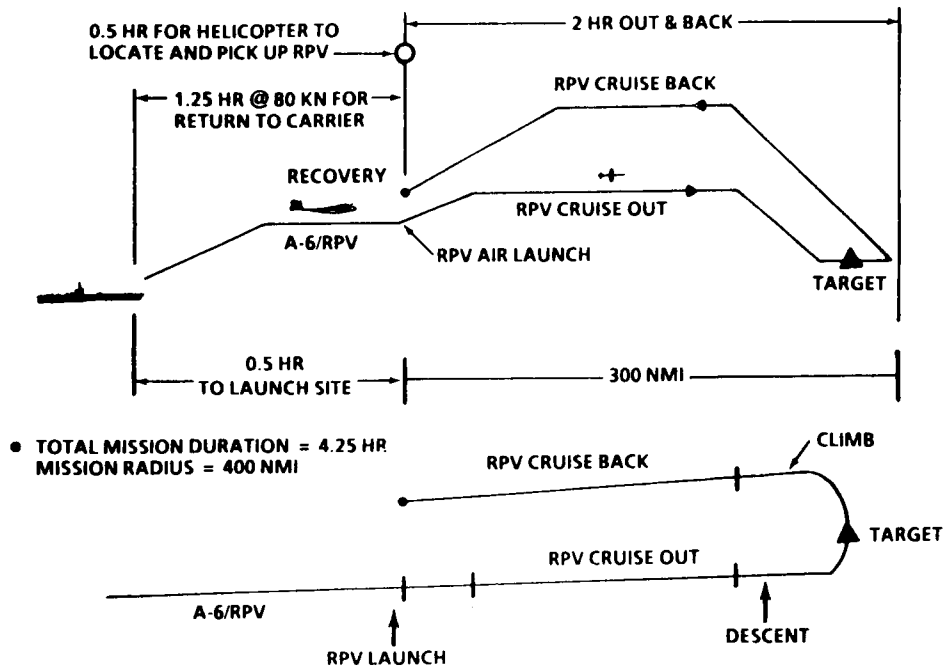 0.5 HR FOR HELICOPTER TO
LOCATE AND PICK UP RPV
2 HR OUT & BACK
1.25 HR @ 80 KN FOR
RETURN TO CARRIER
RPV CRUISE BACK
RECOVERY
RPV CRUISE OUT
A-6/RPV
RPV AIR LAUNCH
TARGET
0.5 HR
TO LAUNCH SITE
300 NMI
● TOTAL MISSION DURATION = 4.25 HR
MISSION RADIUS = 400 NMI
CLIMB
RPV CRUISE BACK
TARGET
RPV CRUISE OUT
A-6/RPV
DESCENT
RPV LAUNCH